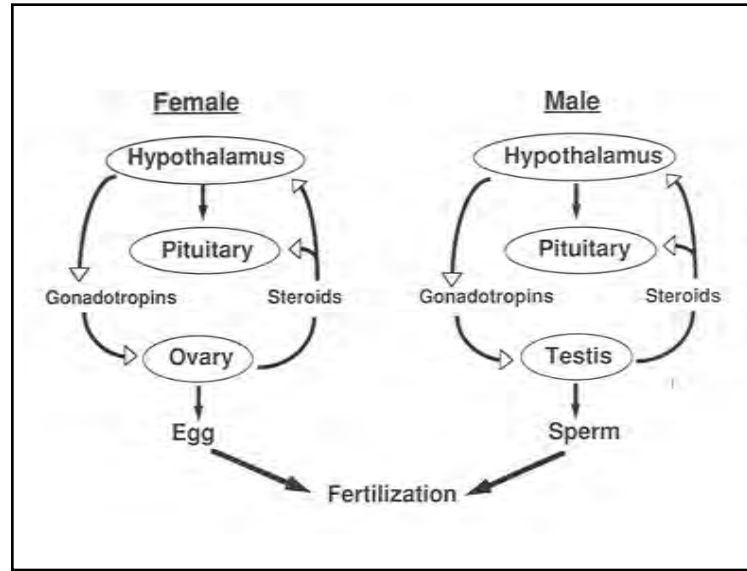 Female
Hypothalamus
Pituitary
Gonadotropins
Steroids
Ovary
Egg
Male
Hypothalamus
Pituitary
Gonadotropins
Steroids
Testis
Sperm
Fertilization